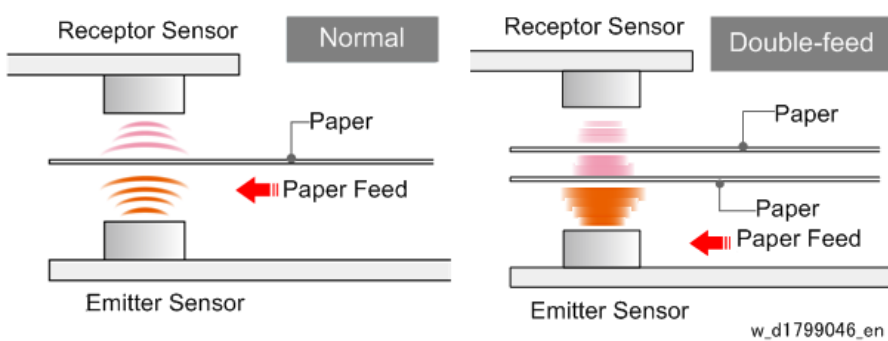 Receptor Sensor
Normal
Paper
Paper Feed
Emitter Sensor
Receptor Sensor
Double-feed
Paper
Paper
Paper Feed
Emitter Sensor
w_d1799046_en